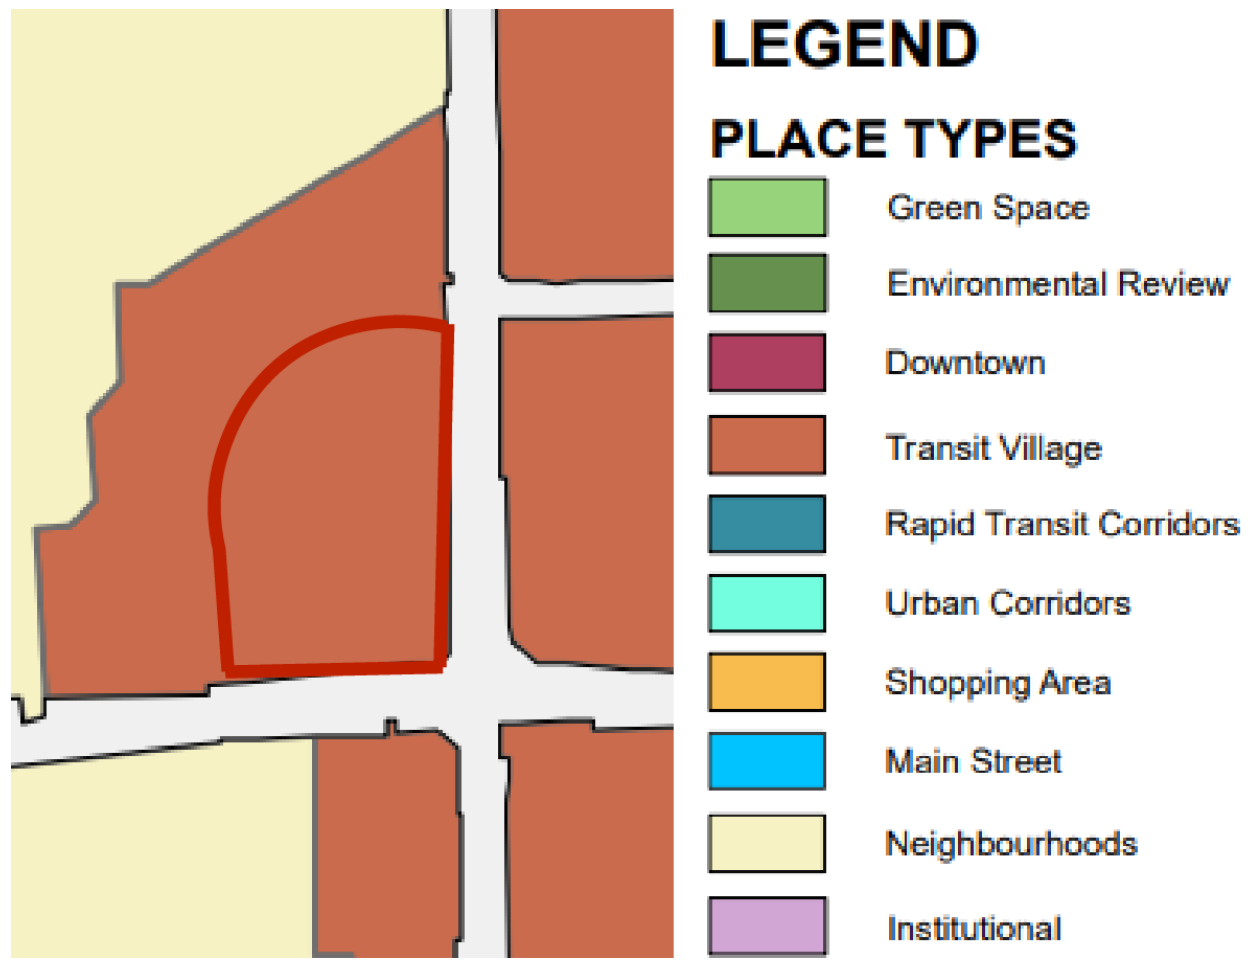 LEGEND
PLACE TYPES
Green Space
Environmental Review
Downtown
Transit Village
Rapid Transit Corridors
Urban Corridors
Shopping Area
Main Street
Neighbourhoods
Institutional